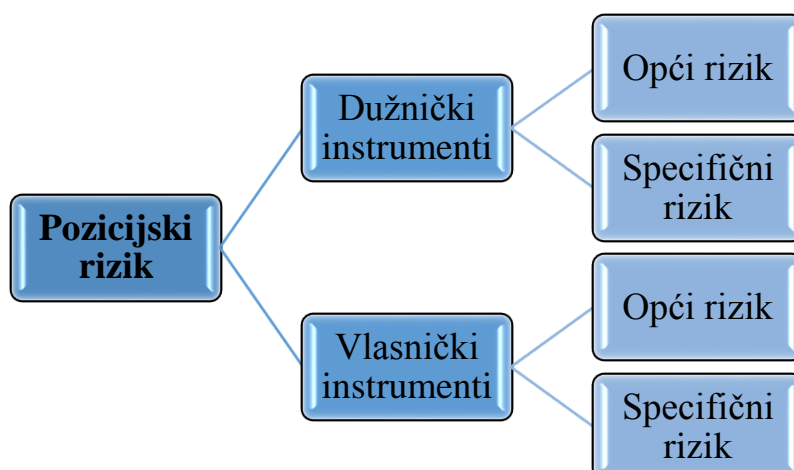 Pozicijski
rizik
Dužnički
instrumenti
Opći rizik
Specifični
rizik
Vlasnički
instrumenti
Opći rizik
Specifični
rizik